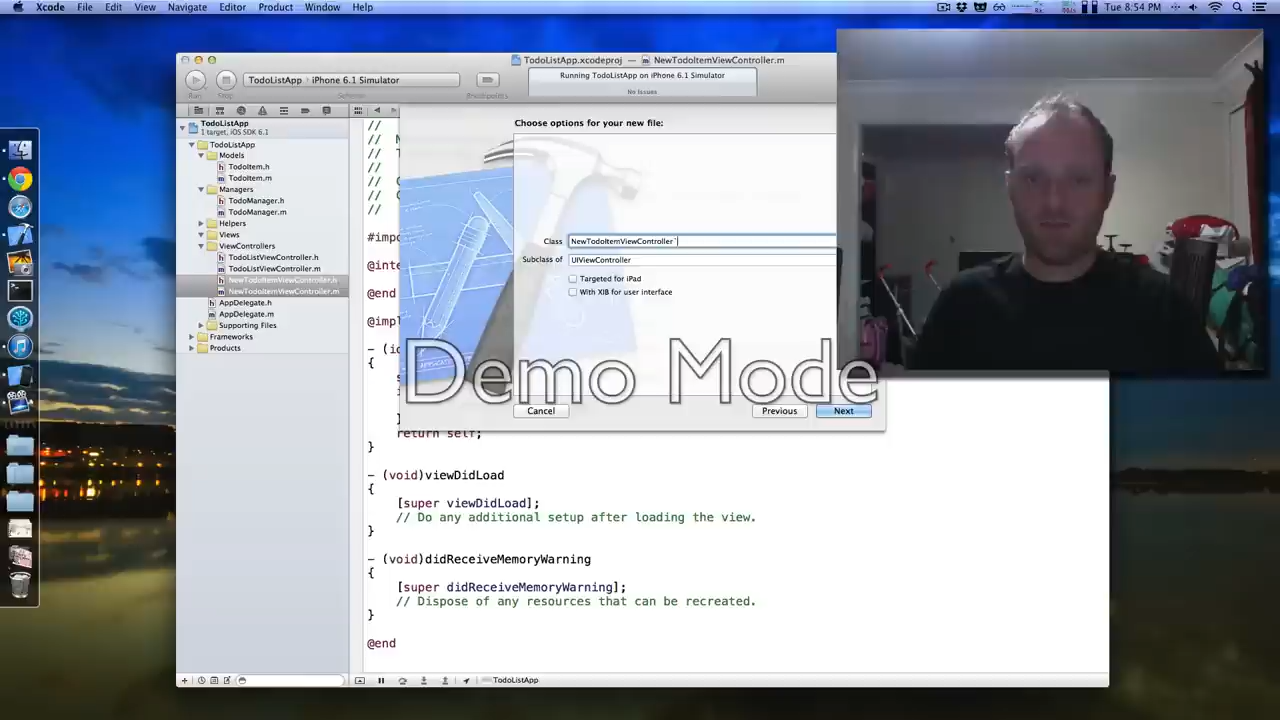 Xcode File Edit View Navigate Editor Product Window Help
Tue 8:54 PM
TodoListApp.xcodeproj — NewTodoItemViewController.m
TodoListApp › iPhone 6.1 Simulator
Running TodoListApp on iPhone 6.1 Simulator
No Issues
Run
Stop
Scheme
Breakpoints
TodoListApp
1 target, iOS SDK 6.1
TodoListApp
Models
TodoItem.h
TodoItem.m
Managers
TodoManager.h
TodoManager.m
Helpers
Views
ViewControllers
TodoListViewController.h
TodoListViewController.m
NewTodoItemViewController.h
NewTodoItemViewController.m
AppDelegate.h
AppDelegate.m
Supporting Files
Frameworks
Products
Choose options for your new file:
Class NewTodoItemViewController`
Subclass of UIViewController
Targeted for iPad
With XIB for user interface
Demo Mode
Cancel
Previous
Next
//
//
//
//
#impo
@inte
@end
@impl
- (id
{
}
return self;
}
- (void)viewDidLoad
{
[super viewDidLoad];
// Do any additional setup after loading the view.
}
- (void)didReceiveMemoryWarning
{
[super didReceiveMemoryWarning];
// Dispose of any resources that can be recreated.
}
@end
TodoListApp